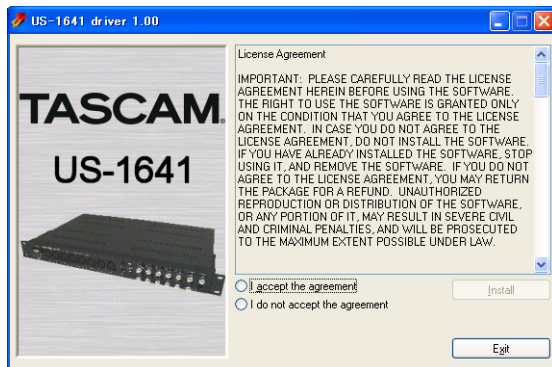 US-1641 driver 1.00
TASCAM
US-1641
License Agreement
IMPORTANT: PLEASE CAREFULLY READ THE LICENSE
AGREEMENT HEREIN BEFORE USING THE SOFTWARE.
THE RIGHT TO USE THE SOFTWARE IS GRANTED ONLY
ON THE CONDITION THAT YOU AGREE TO THE LICENSE
AGREEMENT. IN CASE YOU DO NOT AGREE TO THE
LICENSE AGREEMENT, DO NOT INSTALL THE SOFTWARE.
IF YOU HAVE ALREADY INSTALLED THE SOFTWARE, STOP
USING IT, AND REMOVE THE SOFTWARE. IF YOU DO NOT
AGREE TO THE LICENSE AGREEMENT, YOU MAY RETURN
THE PACKAGE FOR A REFUND. UNAUTHORIZED
REPRODUCTION OR DISTRIBUTION OF THE SOFTWARE,
OR ANY PORTION OF IT, MAY RESULT IN SEVERE CIVIL
AND CRIMINAL PENALTIES, AND WILL BE PROSECUTED
TO THE MAXIMUM EXTENT POSSIBLE UNDER LAW.
I accept the agreement
I do not accept the agreement
Install
Exit